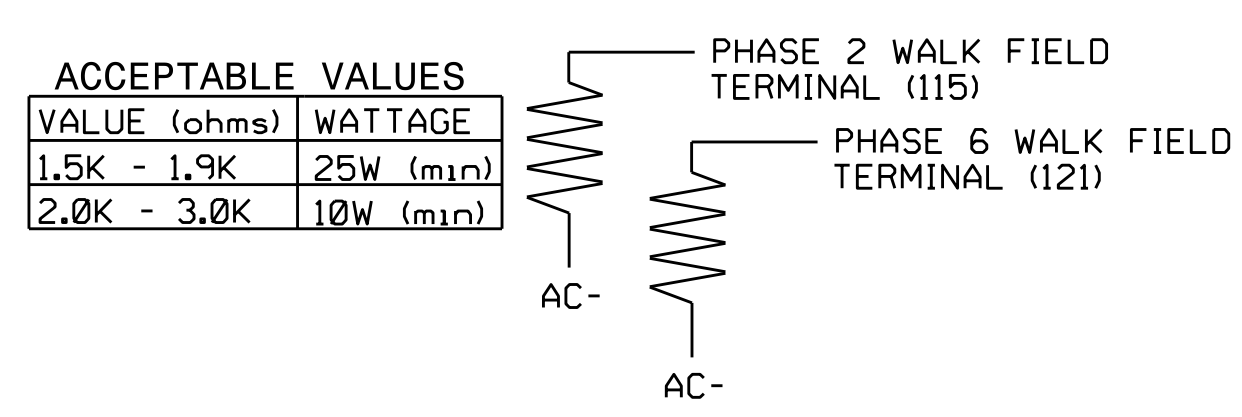 ACCEPTABLE VALUES
VALUE (ohms) WATTAGE
1.5K - 1.9K 25W (min)
2.0K - 3.0K 10W (min)
PHASE 2 WALK FIELD
TERMINAL (115)
AC-
PHASE 6 WALK FIELD
TERMINAL (121)
AC-